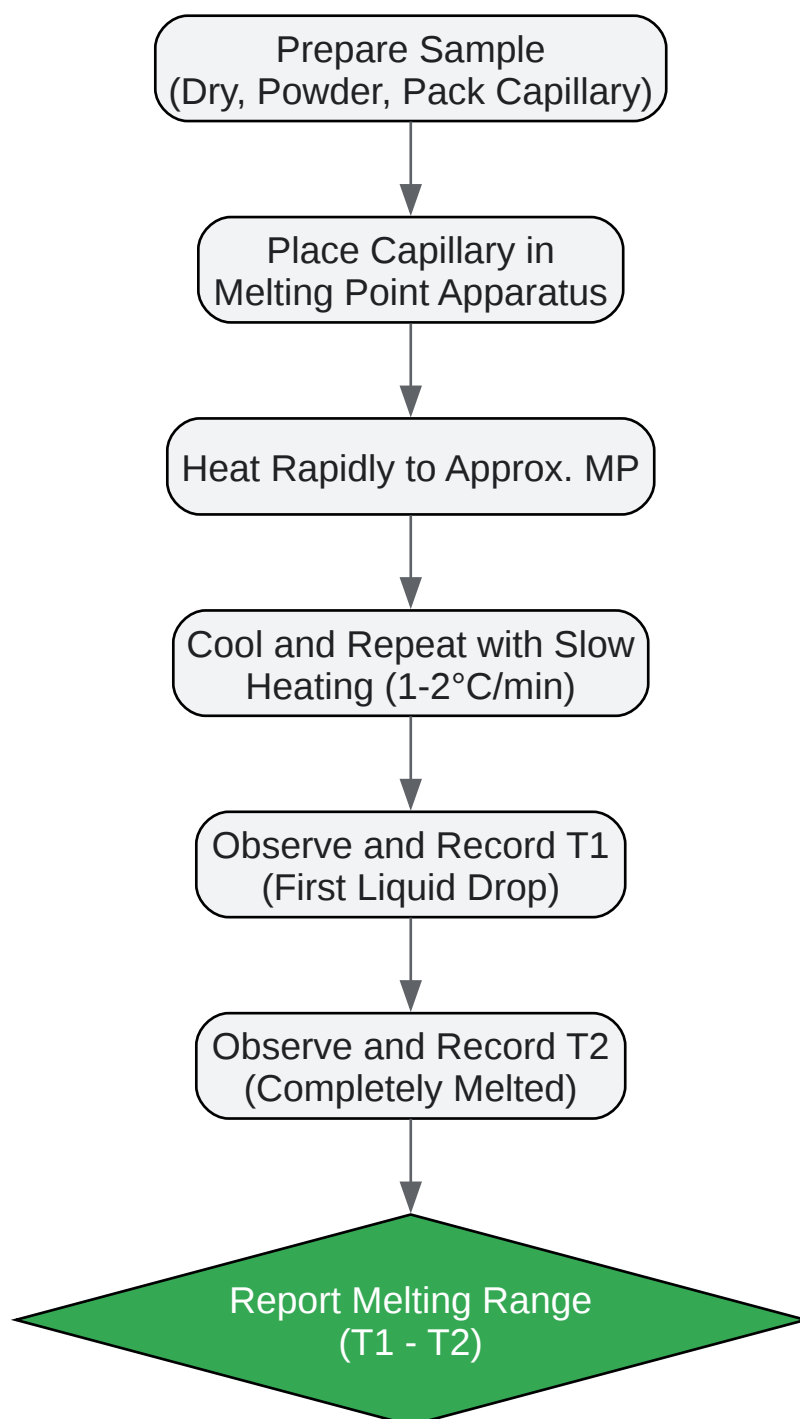 Prepare Sample
(Dry, Powder, Pack Capillary)
Place Capillary in
Melting Point Apparatus
Heat Rapidly to Approx. MP
Cool and Repeat with Slow
Heating (1-2°C/min)
Observe and Record T1
(First Liquid Drop)
Observe and Record T2
(Completely Melted)
Report Melting Range
(T1 - T2)